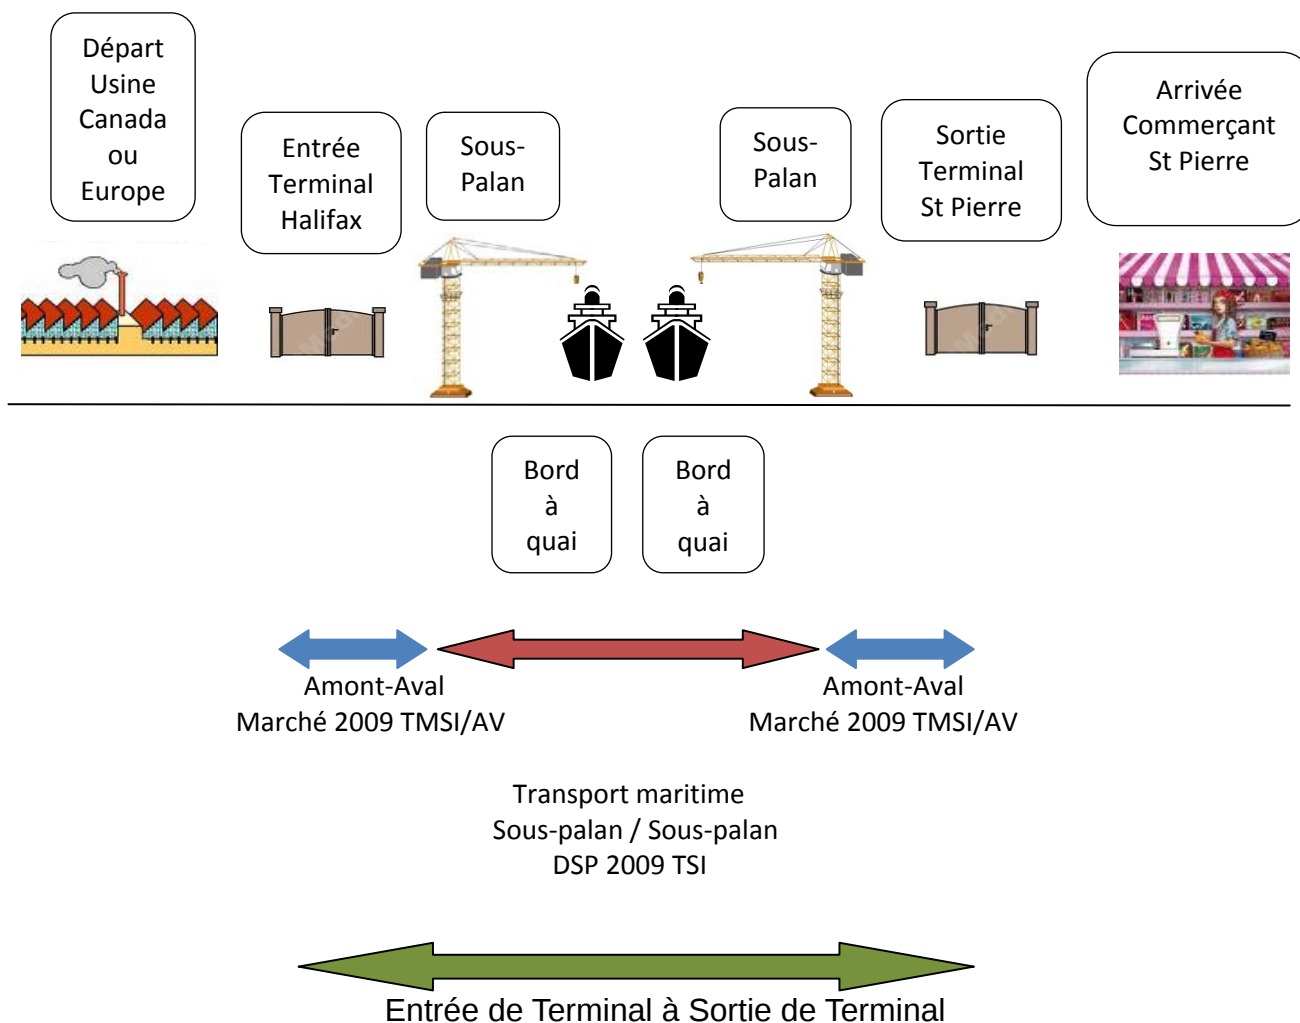 Départ
Usine
Canada
ou
Europe
Entrée
Terminal
Halifax
Sous-
Palan
Sous-
Palan
Sortie
Terminal
St Pierre
Arrivée
Commerçant
St Pierre
Bord
à
quai
Bord
à
quai
Amont-Aval
Marché 2009 TMSI/AV
Amont-Aval
Marché 2009 TMSI/AV
Transport maritime
Sous-palan / Sous-palan
DSP 2009 TSI
Entrée de Terminal à Sortie de Terminal